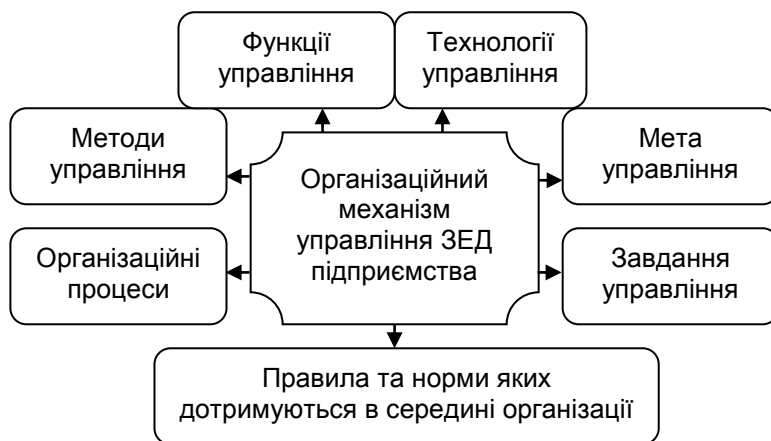 Функції
управління
Технології
управління
Методи
управління
Мета
управління
Організаційний
механізм
управління ЗЕД
підприємства
Організаційні
процеси
Завдання
управління
Правила та норми яких
дотримуються в середині організації